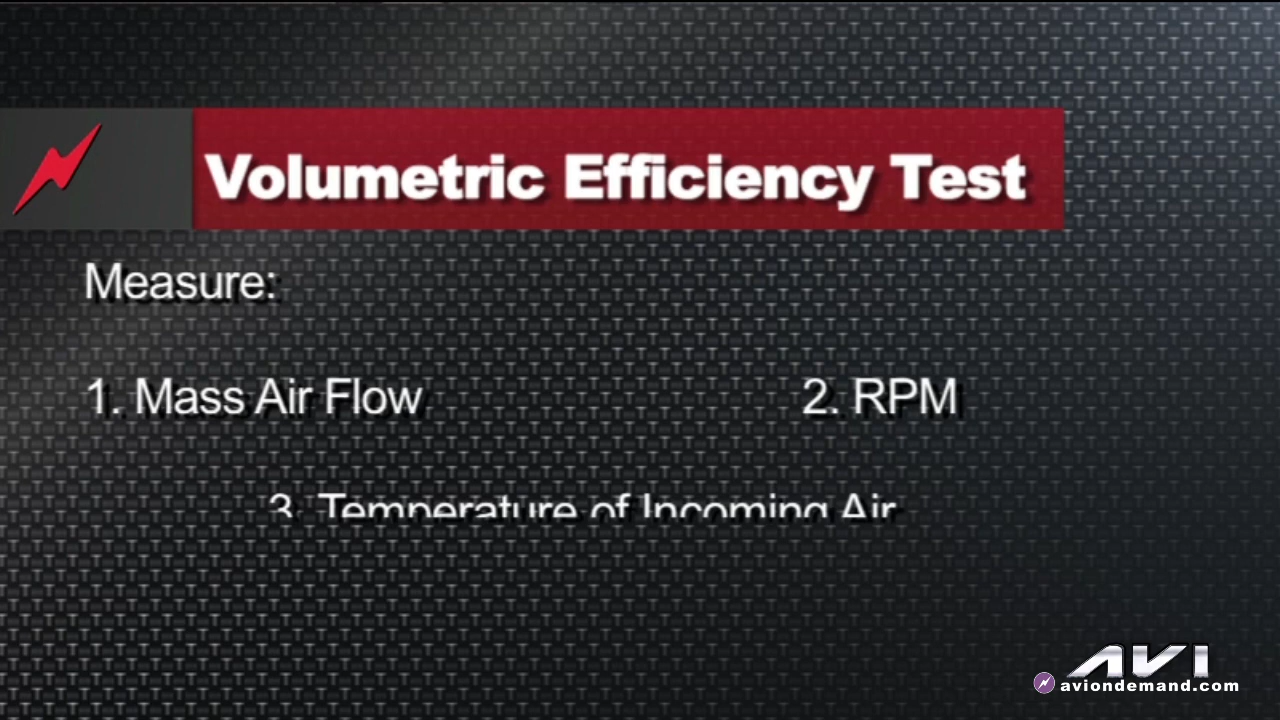 Volumetric Efficiency Test
Measure:
1. Mass Air Flow
2. RPM
3. Temperature of Incoming Air
AVI
aviondemand.com